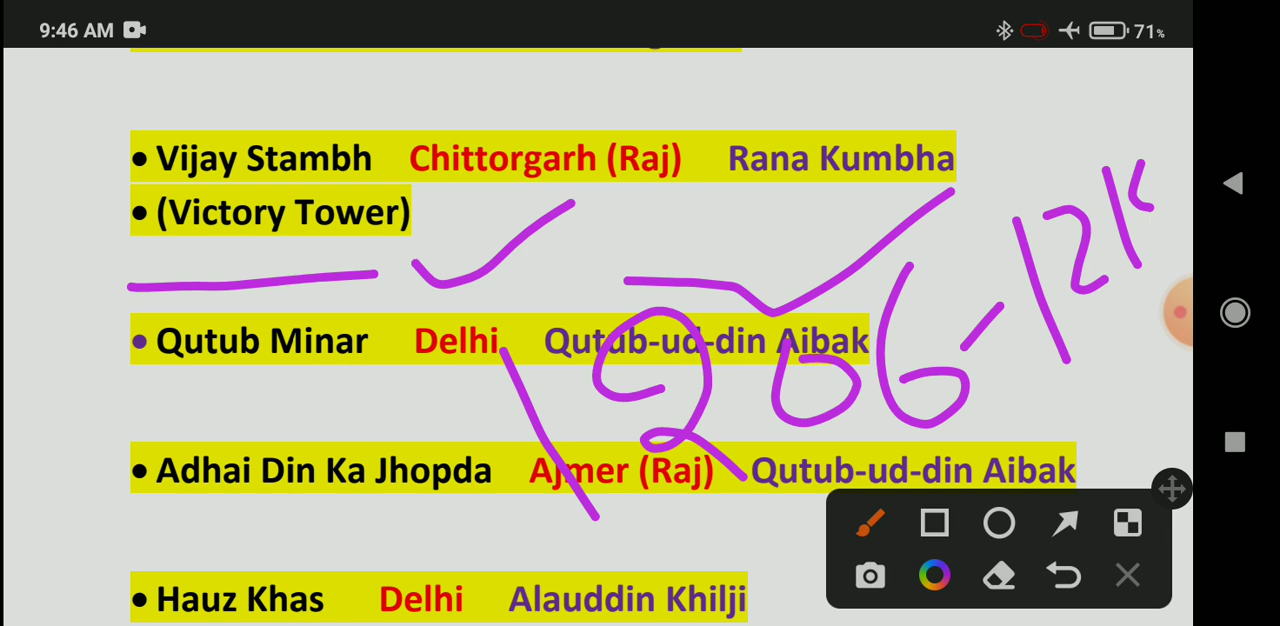 9:46 AM 71%
• Vijay Stambh Chittorgarh (Raj) Rana Kumbha
• (Victory Tower)
• Qutub Minar Delhi Qutub-ud-din Aibak
1206-12
• Adhai Din Ka Jhopda Ajmer (Raj) Qutub-ud-din Aibak
• Hauz Khas Delhi Alauddin Khilji